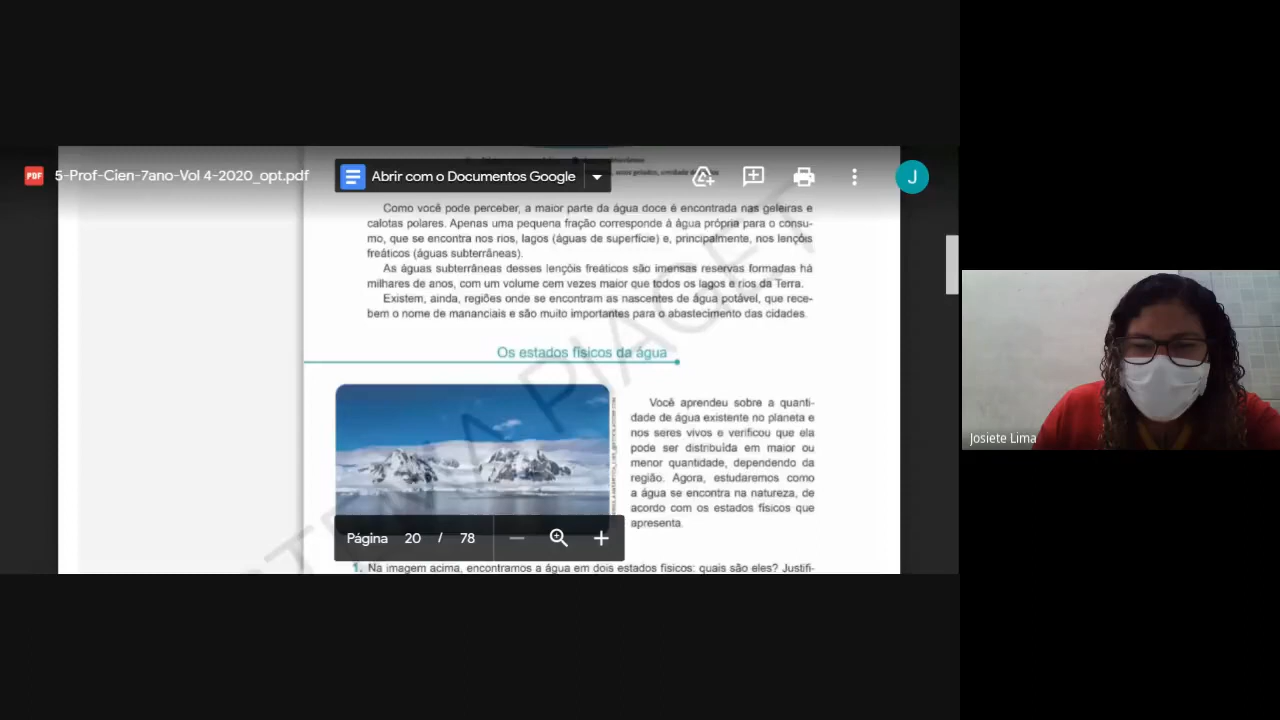 5-Prof-Cien-7ano-Vol 4-2020_opt.pdf
Abrir com o Documentos Google
J
Como você pode perceber, a maior parte da água doce é encontrada nas geleiras e
calotas polares. Apenas uma pequena fração corresponde à água própria para o consu-
mo, que se encontra nos rios, lagos (águas de superfície) e, principalmente, nos lençóis
freáticos (águas subterrâneas).
As águas subterrâneas desses lençóis freáticos são imensas reservas formadas há
milhares de anos, com um volume cem vezes maior que todos os lagos e rios da Terra.
Existem, ainda, regiões onde se encontram as nascentes de água potável, que rece-
bem o nome de mananciais e são muito importantes para o abastecimento das cidades.
Os estados físicos da água
Você aprendeu sobre a quanti-
dade de água existente no planeta e
nos seres vivos e verificou que ela
pode ser distribuída em maior ou
menor quantidade, dependendo da
região. Agora, estudaremos como
a água se encontra na natureza, de
acordo com os estados físicos que
apresenta.
Página 20 / 78
1. Na imagem acima, encontramos a água em dois estados físicos: quais são eles? Justifi-
PIAGET
Josiete Lima